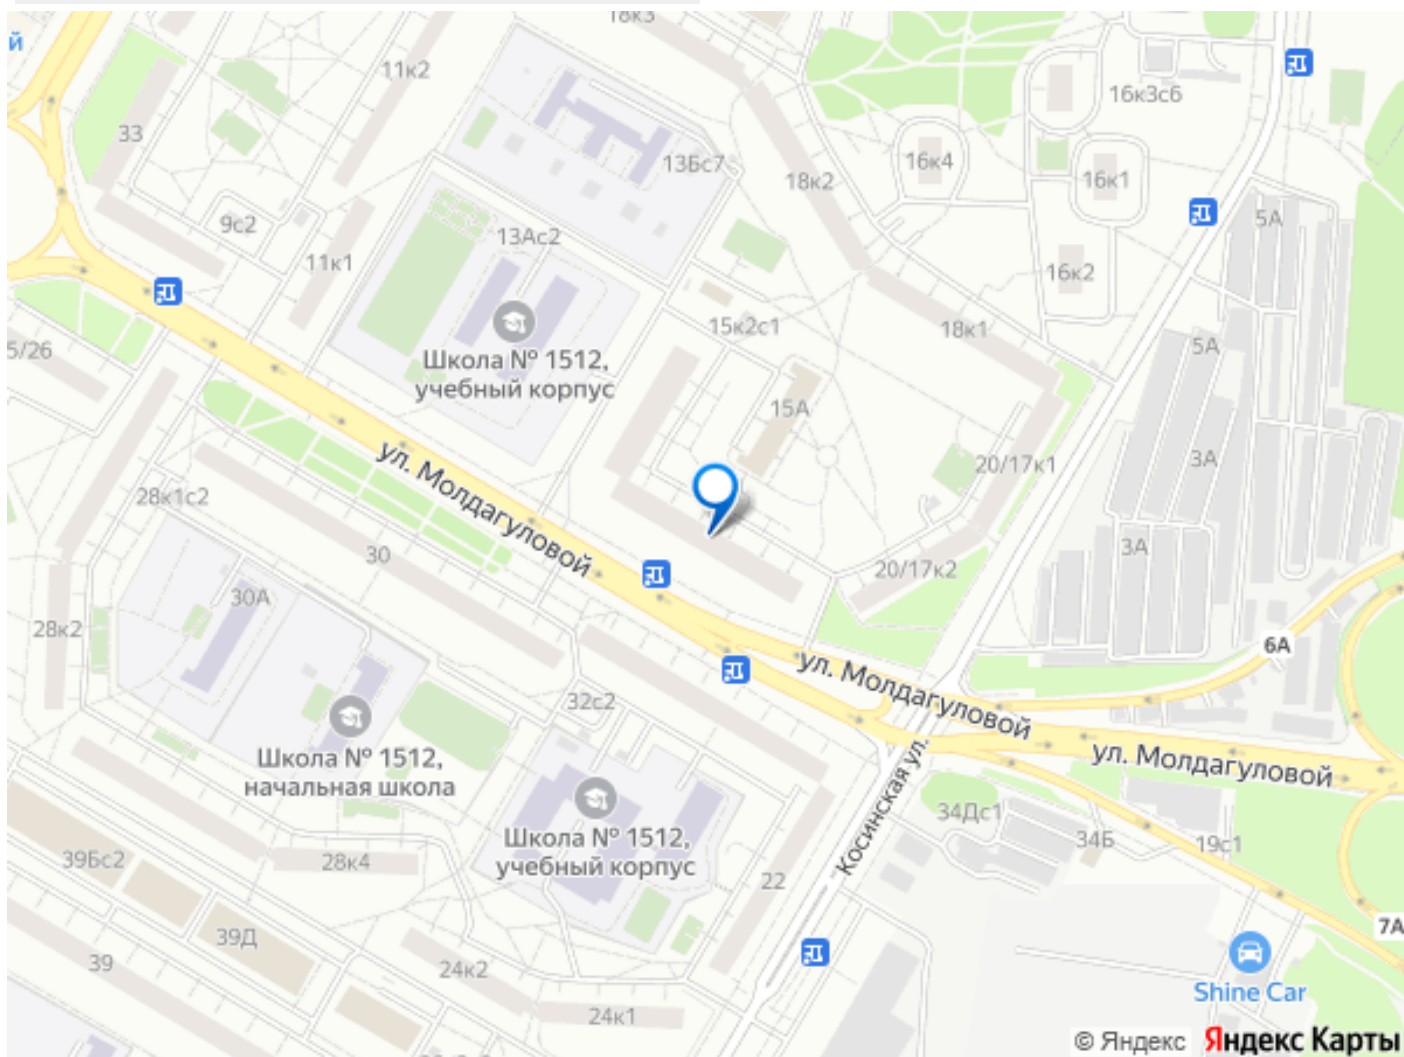 18к3
й
11к2
16к3с6
33
13Бс7
16к4
18к2
16к1
9с2
13Ас2
5А
11к1
16к2
15к2с1
18к1
5/26
5А
Школа № 1512,
учебный корпус
15А
ул. Молдагуловой
20/17к1
3А
28к1с2
30
3А
20/17к2
30А
28к2
6А
ул. Молдагуловой
32с2
ул. Молдагуловой
Школа № 1512,
начальная школа
Косинская ул.
34Дс1
Школа № 1512,
учебный корпус
34Б
19с1
39Бс2
28к4
22
7А
39Д
39
24к2
Shine Car
24к1
© Яндекс Яндекс Карты